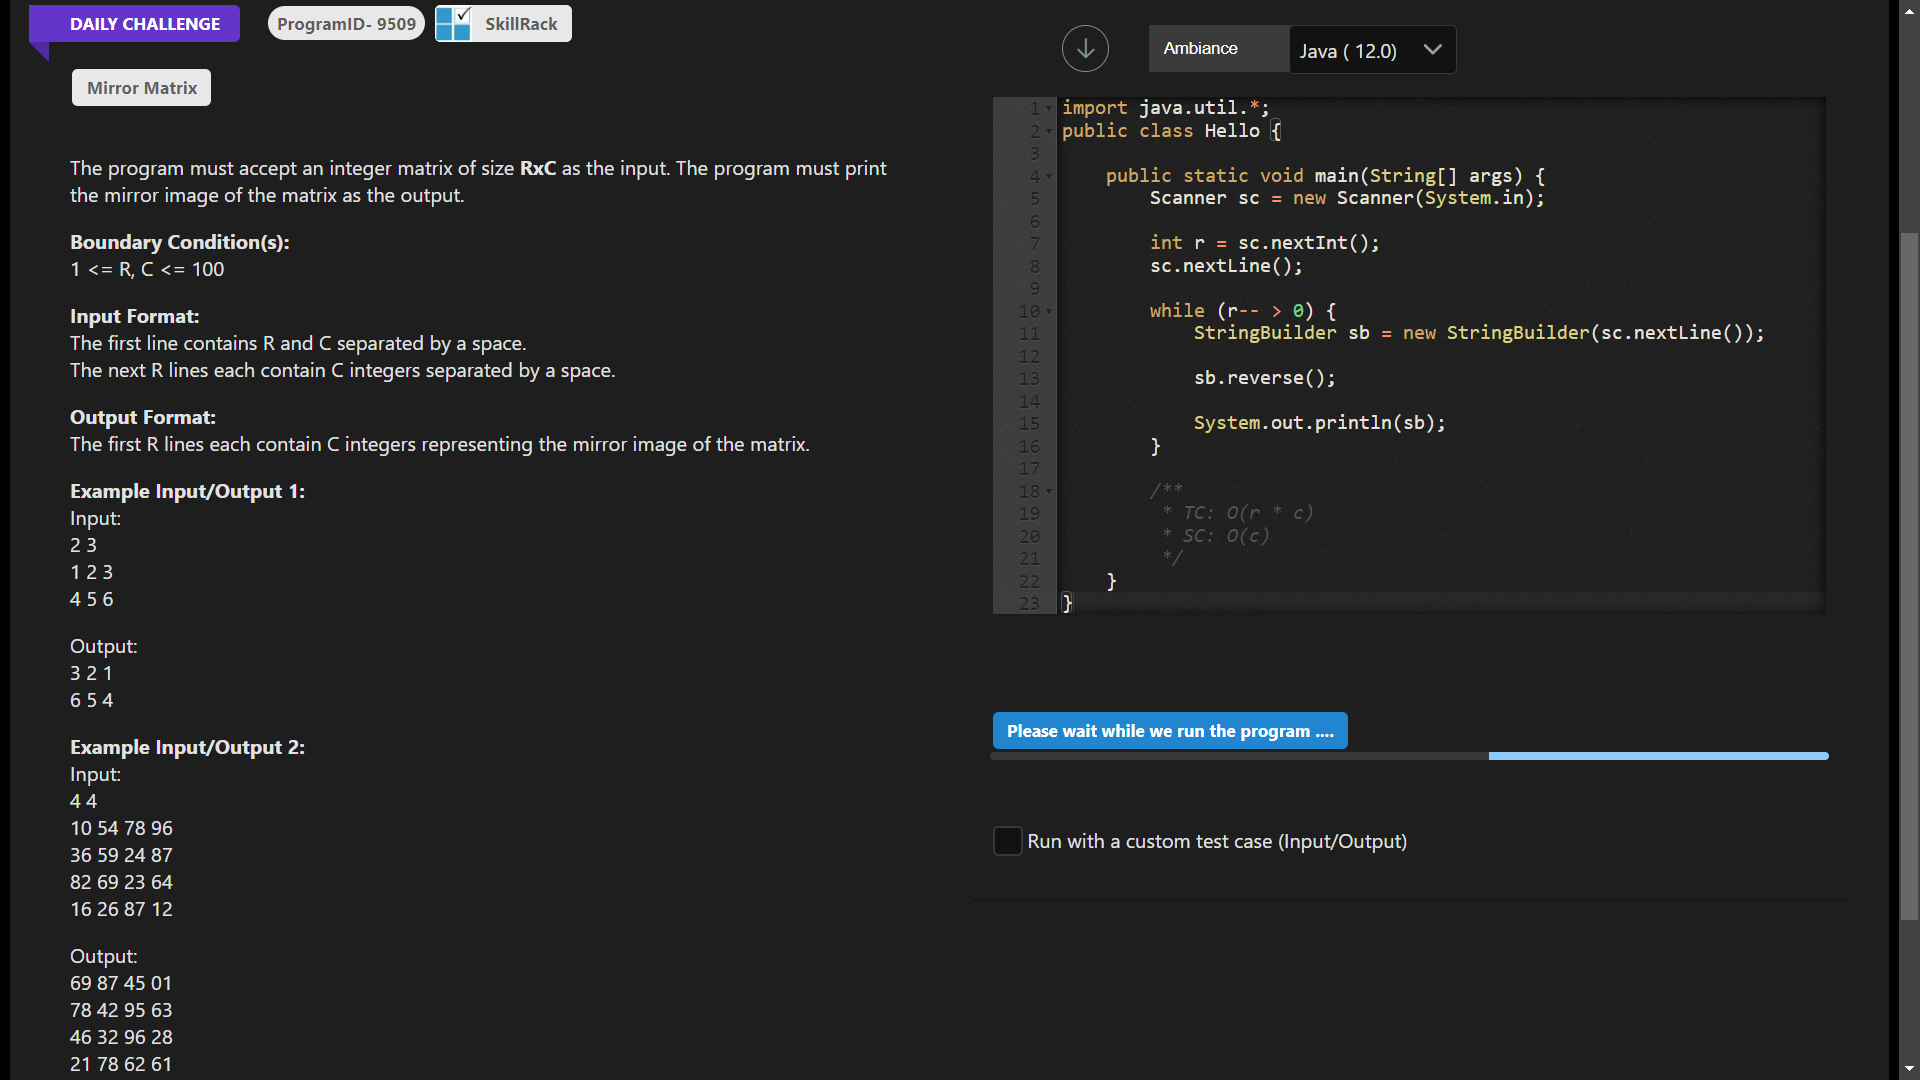 DAILY CHALLENGE
ProgramID- 9509
SkillRack
Mirror Matrix
The program must accept an integer matrix of size RxC as the input. The program must print
the mirror image of the matrix as the output.
Boundary Condition(s):
1 <= R, C <= 100
Input Format:
The first line contains R and C separated by a space.
The next R lines each contain C integers separated by a space.
Output Format:
The first R lines each contain C integers representing the mirror image of the matrix.
Example Input/Output 1:
Input:
2 3
1 2 3
4 5 6
Output:
3 2 1
6 5 4
Example Input/Output 2:
Input:
4 4
10 54 78 96
36 59 24 87
82 69 23 64
16 26 87 12
Output:
69 87 45 01
78 42 95 63
46 32 96 28
21 78 62 61
Ambiance
Java ( 12.0)
1 import java.util.*;
2 public class Hello {
3
4     public static void main(String[] args) {
5         Scanner sc = new Scanner(System.in);
6
7         int r = sc.nextInt();
8         sc.nextLine();
9
10         while (r-- > 0) {
11             StringBuilder sb = new StringBuilder(sc.nextLine());
12
13             sb.reverse();
14
15             System.out.println(sb);
16         }
17
18         /**
19          * TC: O(r * c)
20          * SC: O(c)
21          */
22     }
23 }
Please wait while we run the program ....
Run with a custom test case (Input/Output)